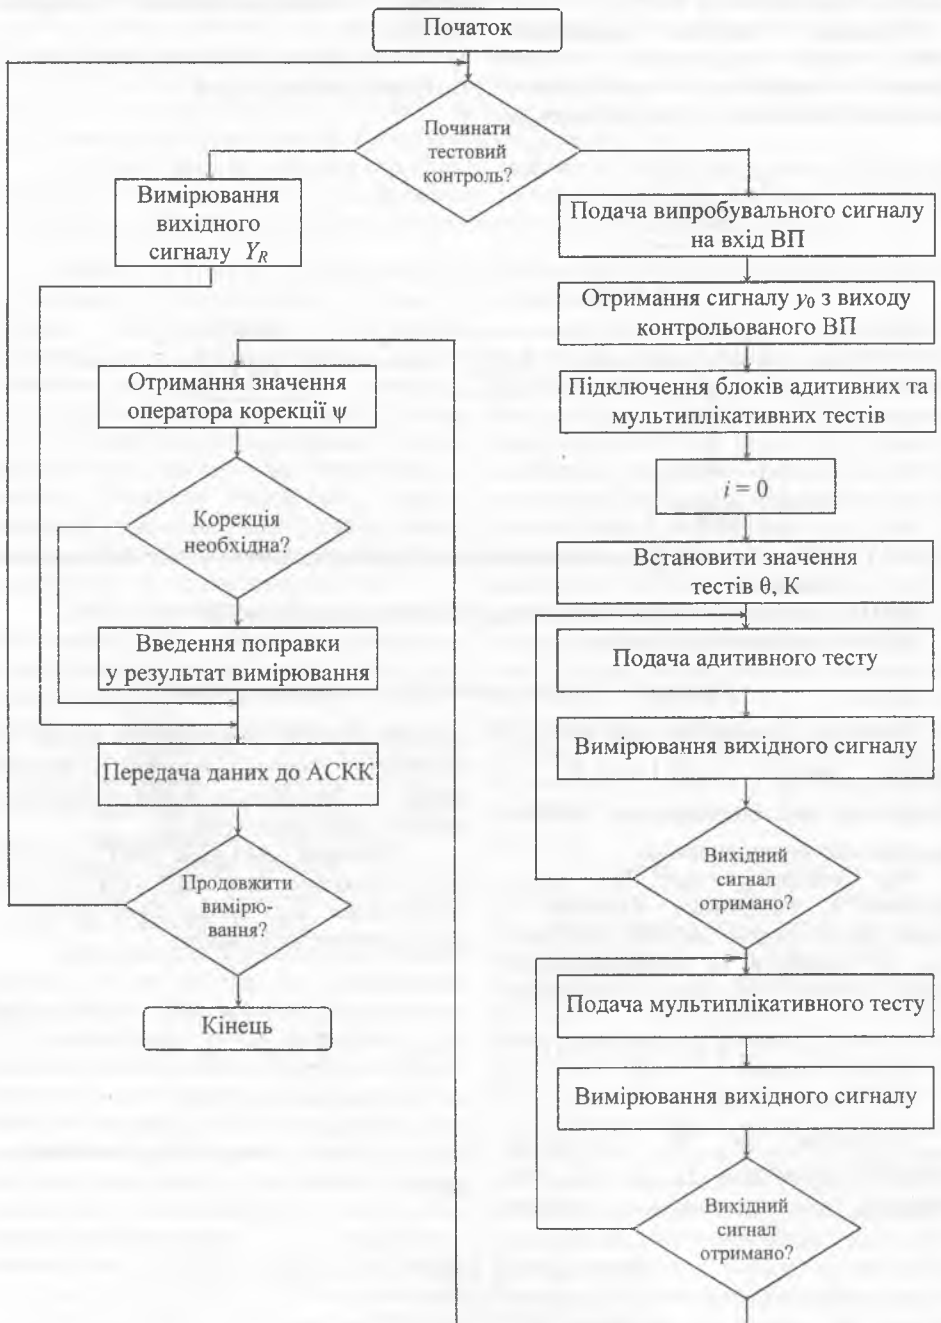 Початок
Починати
тестовий
контроль?
Вимірювання
вихідного
сигналу Y_R
Подача випробувального сигналу
на вхід ВП
Отримання сигналу y₀ з виходу
контрольованого ВП
Підключення блоків адитивних та
мультиплікативних тестів
i = 0
Встановити значення
тестів θ, К
Подача адитивного тесту
Вимірювання вихідного сигналу
Вихідний
сигнал
отримано?
Подача мультиплікативного тесту
Вимірювання вихідного сигналу
Вихідний
сигнал
отримано?
Отримання значення
оператора корекції ψ
Корекція
необхідна?
Введення поправки
у результат вимірювання
Передача даних до АСКК
Продовжити
вимірю-
вання?
Кінець